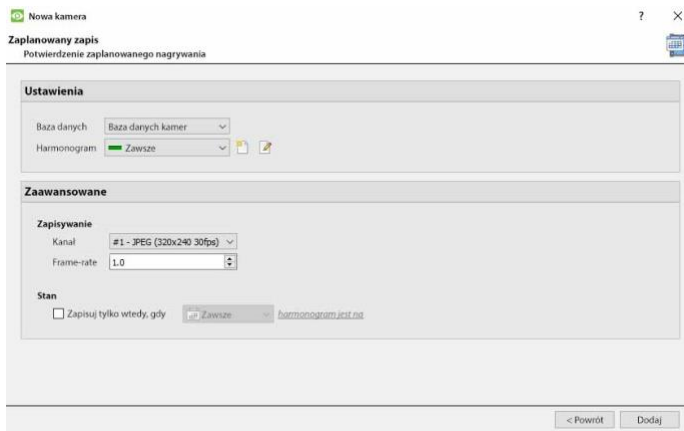 Nowa kamera
?
Zaplanowany zapis
Potwierdzenie zaplanowanego nagrywania
Ustawienia
Baza danych Baza danych kamer
Harmonogram Zawsze
Zaawansowane
Zapisywanie
Kanał #1 - JPEG (320x240 30fps)
Frame-rate 1.0
Stan
Zapisuj tylko wtedy, gdy Zawsze harmonogram jest na
< Powrót Dodaj